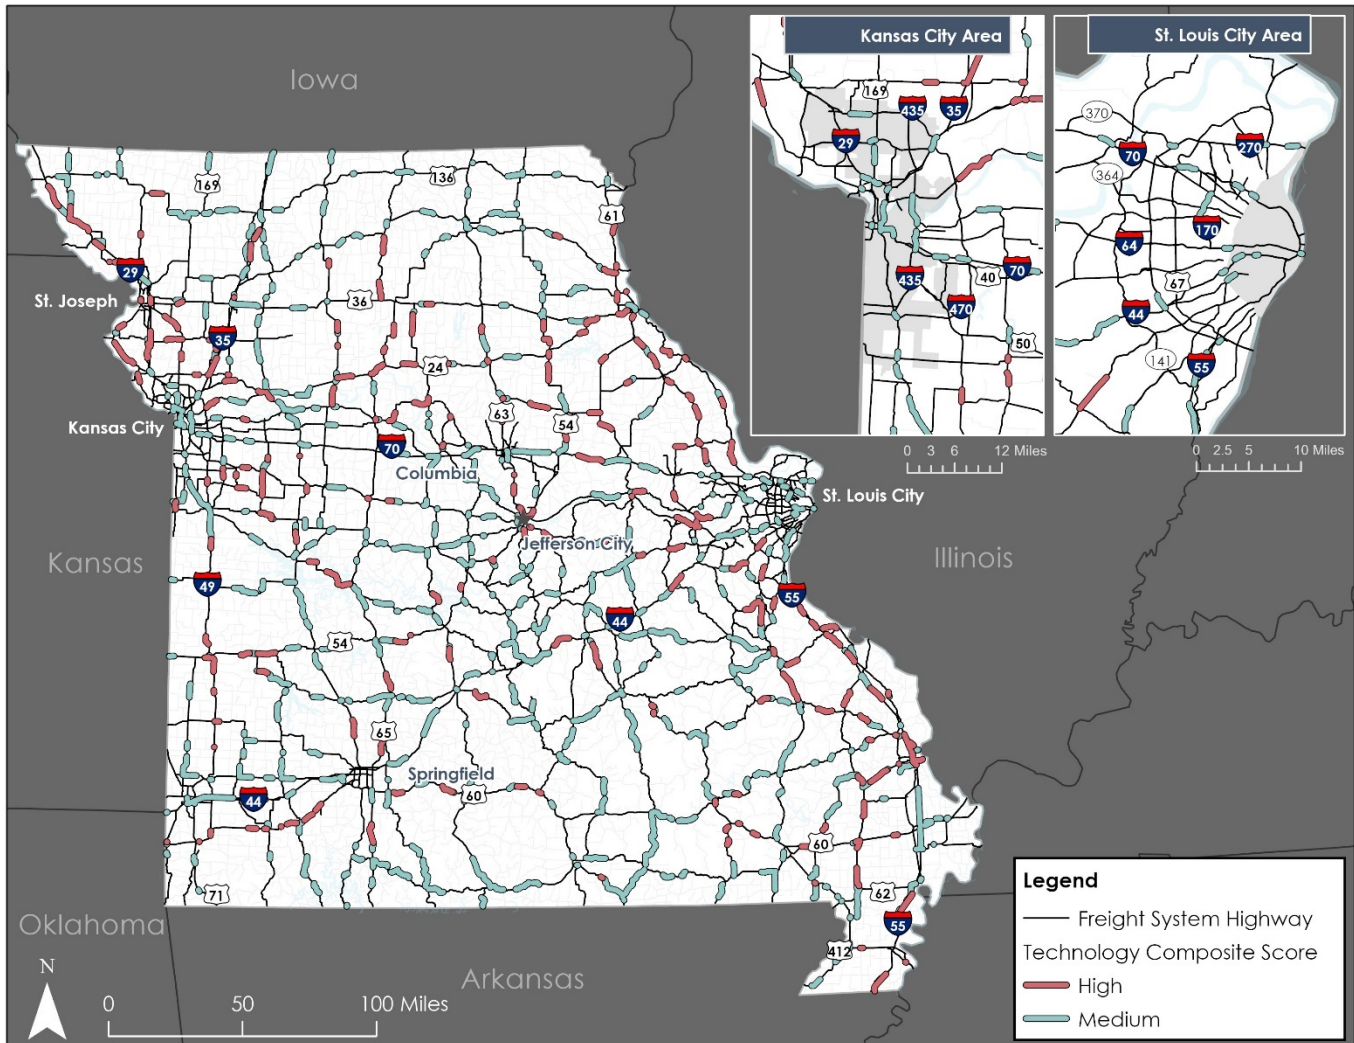 Kansas City Area
St. Louis City Area
169
435
35
29
435
470
40
70
50
0 3 6 12 Miles
370
70
270
364
170
64
67
44
141
55
0 2.5 5 10 Miles
Iowa
169
136
61
29
St. Joseph
36
35
24
63
54
Kansas City
70
Columbia
St. Louis City
Jefferson City
Kansas
Illinois
49
55
44
54
65
Springfield
44
60
60
71
62
55
412
Oklahoma
Arkansas
N
0 50 100 Miles
Legend
Freight System Highway
Technology Composite Score
High
Medium